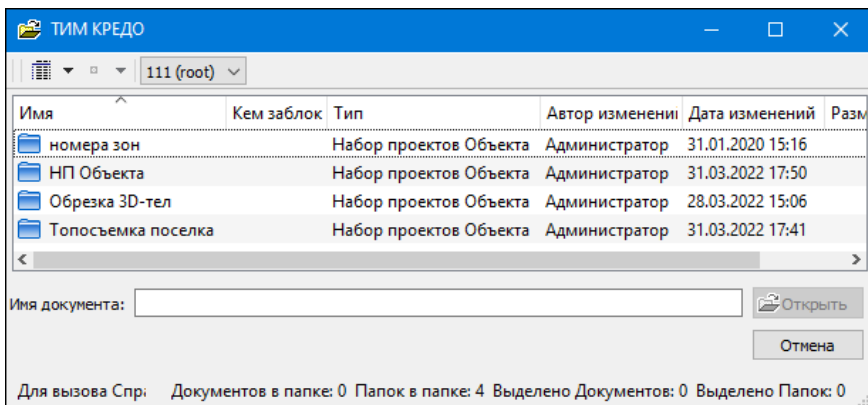 ТИМ КРЕДО
111 (root)
Имя Кем заблок Тип Автор изменени Дата изменений Разм
номера зон Набор проектов Объекта Администратор 31.01.2020 15:16
НП Объекта Набор проектов Объекта Администратор 31.03.2022 17:50
Обрезка 3D-тел Набор проектов Объекта Администратор 28.03.2022 15:06
Топосъемка поселка Набор проектов Объекта Администратор 31.03.2022 17:41
Имя документа: Открыть
Отмена
Для вызова Спра Документов в папке: 0 Папок в папке: 4 Выделено Документов: 0 Выделено Папок: 0